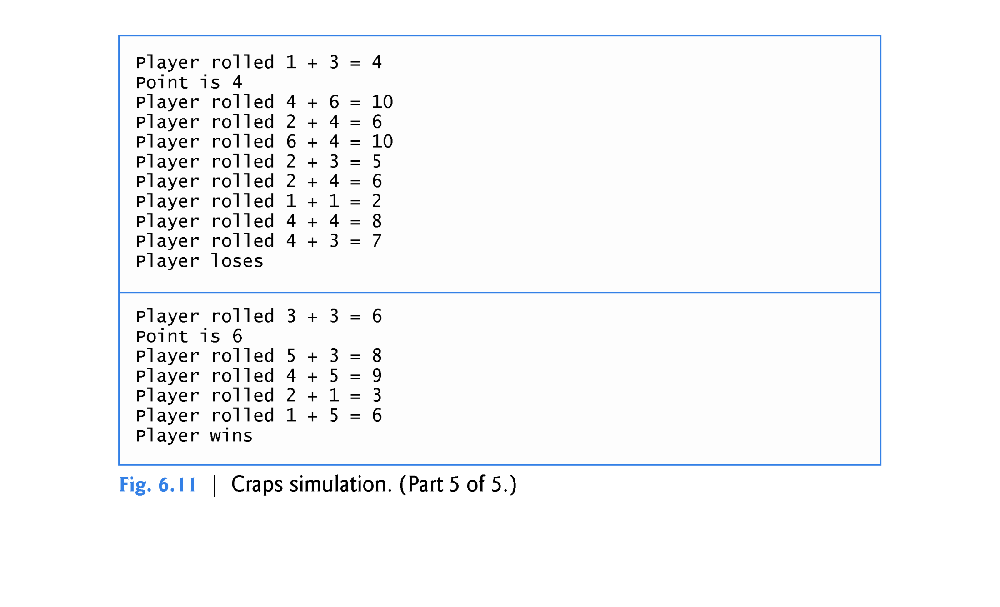 Player rolled 1 + 3 = 4
Point is 4
Player rolled 4 + 6 = 10
Player rolled 2 + 4 = 6
Player rolled 6 + 4 = 10
Player rolled 2 + 3 = 5
Player rolled 2 + 4 = 6
Player rolled 1 + 1 = 2
Player rolled 4 + 4 = 8
Player rolled 4 + 3 = 7
Player loses
Player rolled 3 + 3 = 6
Point is 6
Player rolled 5 + 3 = 8
Player rolled 4 + 5 = 9
Player rolled 2 + 1 = 3
Player rolled 1 + 5 = 6
Player wins
Fig. 6.11 | Craps simulation. (Part 5 of 5.)